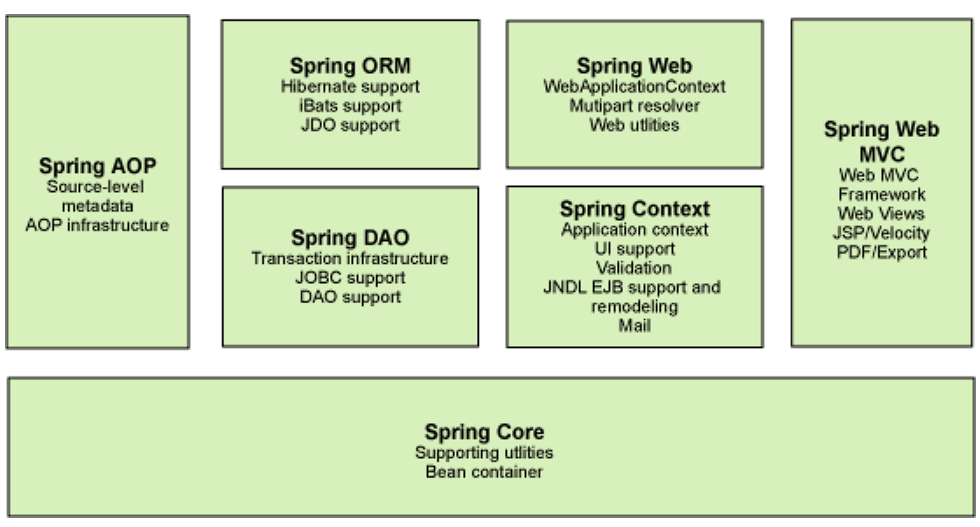 Spring AOP
Source-level
metadata
AOP infrastructure
Spring ORM
Hibernate support
iBats support
JDO support
Spring DAO
Transaction infrastructure
JOBC support
DAO support
Spring Web
WebApplicationContext
Mutipart resolver
Web utlities
Spring Context
Application context
UI support
Validation
JNDL EJB support and
remodeling
Mail
Spring Web
MVC
Web MVC
Framework
Web Views
JSP/Velocity
PDF/Export
Spring Core
Supporting utlities
Bean container